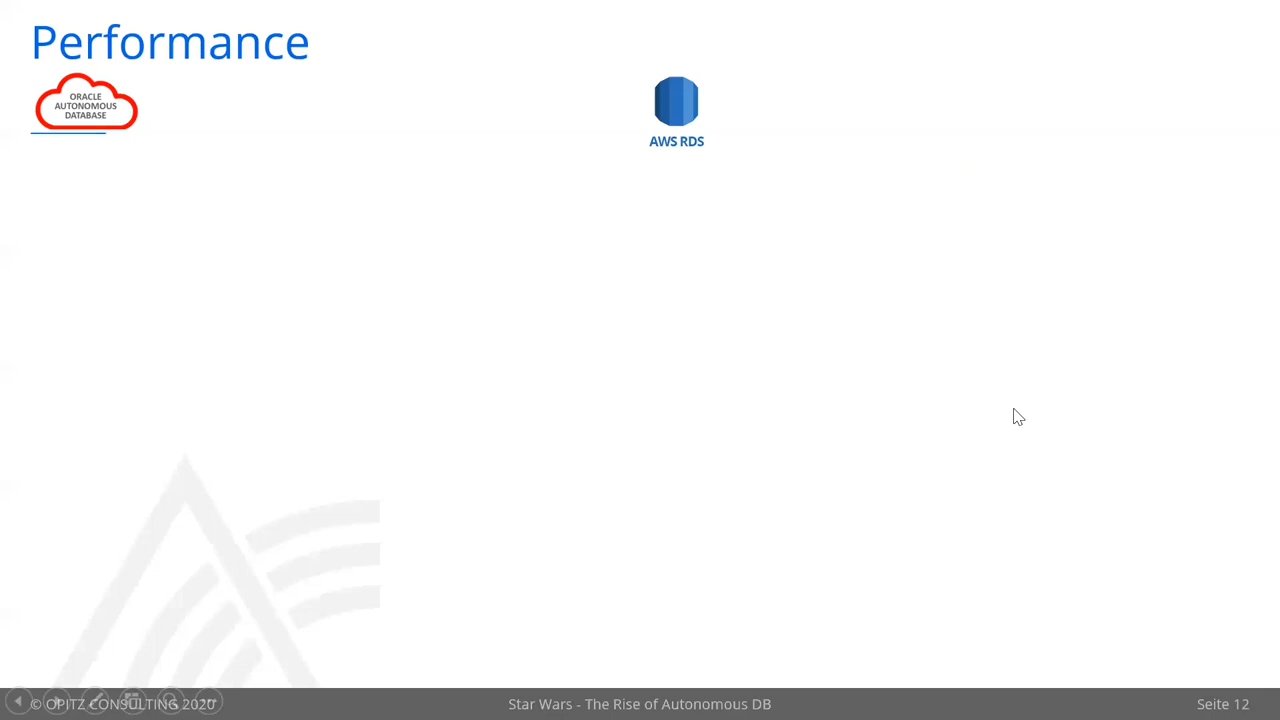 Performance
ORACLE
AUTONOMOUS
DATABASE
AWS RDS
© OPITZ CONSULTING 2020
Star Wars - The Rise of Autonomous DB
Seite 12